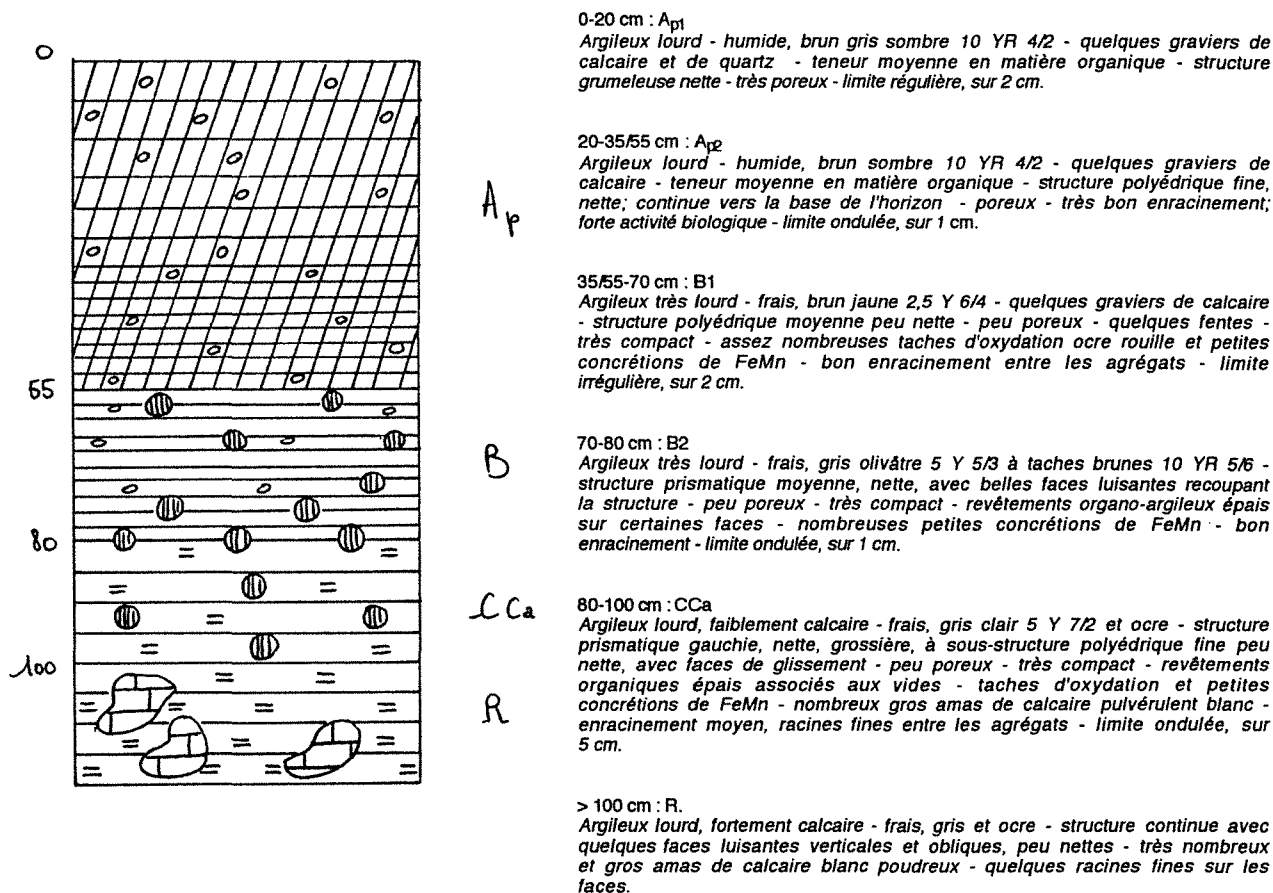 0
55
80
100
Ap
B
CCa
R
0-20 cm : Ap1
Argileux lourd - humide, brun gris sombre 10 YR 4/2 - quelques graviers de
calcaire et de quartz - teneur moyenne en matière organique - structure
grumeleuse nette - très poreux - limite régulière, sur 2 cm.
20-35/55 cm : Ap2
Argileux lourd - humide, brun sombre 10 YR 4/2 - quelques graviers de
calcaire - teneur moyenne en matière organique - structure polyédrique fine,
nette; continue vers la base de l'horizon - poreux - très bon enracinement;
forte activité biologique - limite ondulée, sur 1 cm.
35/55-70 cm : B1
Argileux très lourd - frais, brun jaune 2,5 Y 6/4 - quelques graviers de calcaire
- structure polyédrique moyenne peu nette - peu poreux - quelques fentes -
très compact - assez nombreuses taches d'oxydation ocre rouille et petites
concrétions de FeMn - bon enracinement entre les agrégats - limite
irrégulière, sur 2 cm.
70-80 cm : B2
Argileux très lourd - frais, gris olivâtre 5 Y 5/3 à taches brunes 10 YR 5/6 -
structure prismatique moyenne, nette, avec belles faces luisantes recoupant
la structure - peu poreux - très compact - revêtements organo-argileux épais
sur certaines faces - nombreuses petites concrétions de FeMn - bon
enracinement - limite ondulée, sur 1 cm.
80-100 cm : CCa
Argileux lourd, faiblement calcaire - frais, gris clair 5 Y 7/2 et ocre - structure
prismatique gauchie, nette, grossière, à sous-structure polyédrique fine peu
nette, avec faces de glissement - peu poreux - très compact - revêtements
organiques épais associés aux vides - taches d'oxydation et petites
concrétions de FeMn - nombreux gros amas de calcaire pulvérulent blanc -
enracinement moyen, racines fines entre les agrégats - limite ondulée, sur
5 cm.
> 100 cm : R.
Argileux lourd, fortement calcaire - frais, gris et ocre - structure continue avec
quelques faces luisantes verticales et obliques, peu nettes - très nombreux
et gros amas de calcaire blanc poudreux - quelques racines fines sur les
faces.